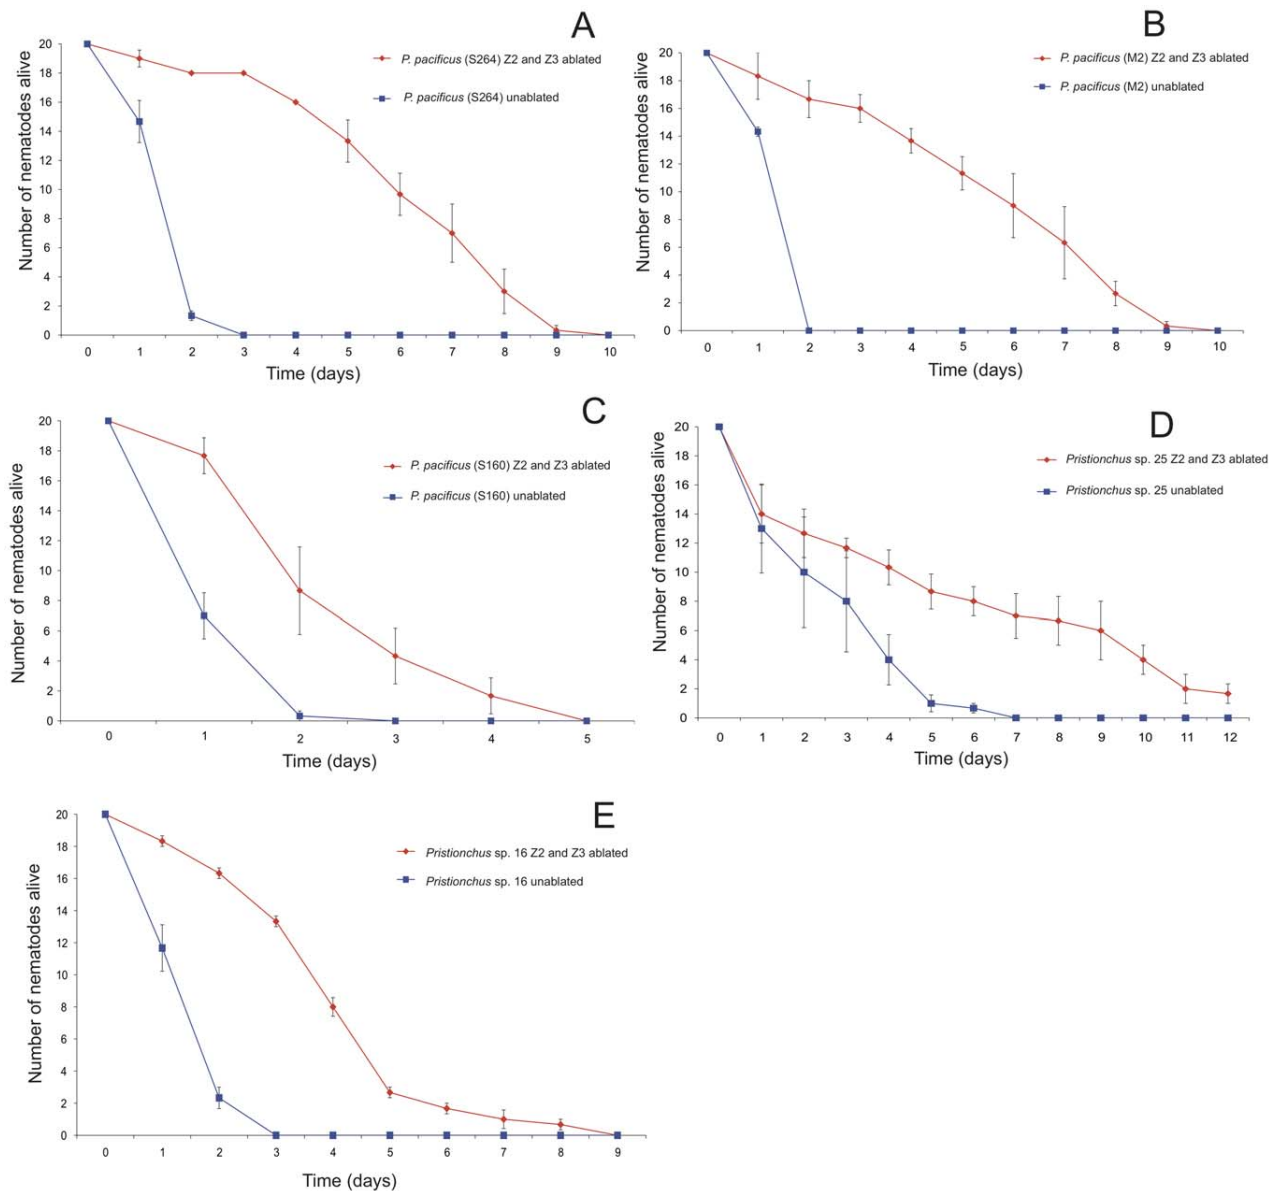 A
P. pacificus (S264) Z2 and Z3 ablated
P. pacificus (S264) unablated
Number of nematodes alive
20
18
16
14
12
10
8
6
4
2
0
0 1 2 3 4 5 6 7 8 9 10
Time (days)
B
P. pacificus (M2) Z2 and Z3 ablated
P. pacificus (M2) unablated
Number of nematodes alive
20
18
16
14
12
10
8
6
4
2
0
0 1 2 3 4 5 6 7 8 9 10
Time (days)
C
P. pacificus (S160) Z2 and Z3 ablated
P. pacificus (S160) unablated
Number of nematodes alive
20
18
16
14
12
10
8
6
4
2
0
0 1 2 3 4 5
Time (days)
D
Pristionchus sp. 25 Z2 and Z3 ablated
Pristionchus sp. 25 unablated
Number of nematodes alive
20
18
16
14
12
10
8
6
4
2
0
0 1 2 3 4 5 6 7 8 9 10 11 12
Time (days)
E
Pristionchus sp. 16 Z2 and Z3 ablated
Pristionchus sp. 16 unablated
Number of nematodes alive
20
18
16
14
12
10
8
6
4
2
0
0 1 2 3 4 5 6 7 8 9
Time (days)